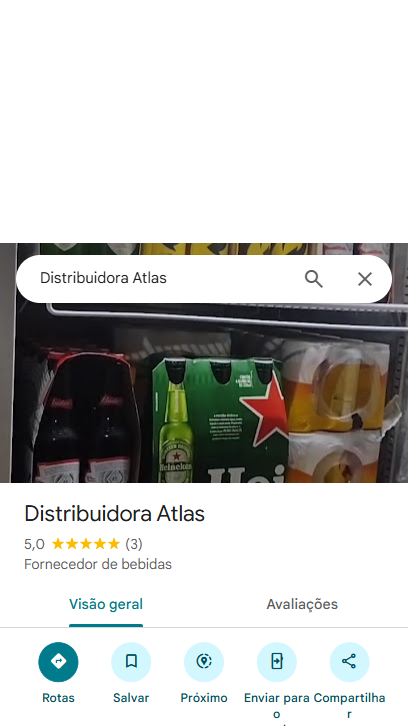 Distribuidora Atlas
Heineken
Hei
Distribuidora Atlas
5,0 (3)
Fornecedor de bebidas
Visão geral
Avaliações
Rotas
Salvar
Próximo
Enviar para o
Compartilhar